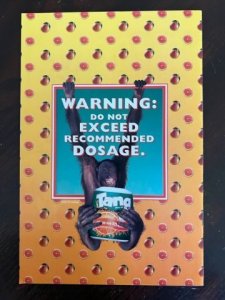 WARNING:
DO NOT
EXCEED
RECOMMENDED
DOSAGE.
Tang